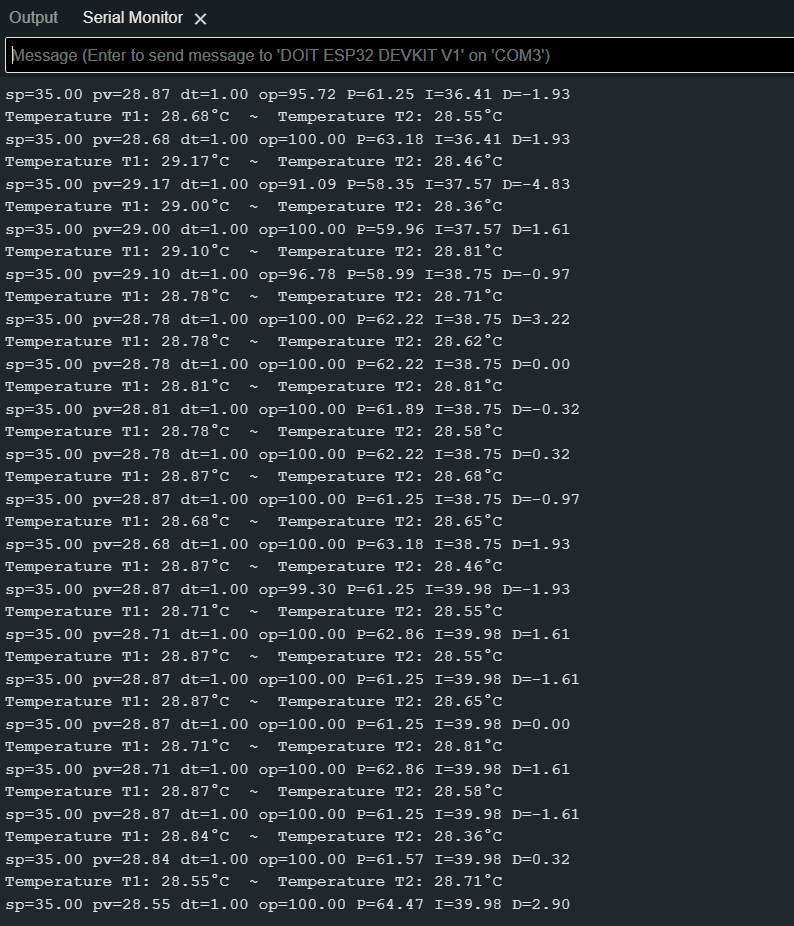 Output Serial Monitor
Message (Enter to send message to 'DOIT ESP32 DEVKIT V1' on 'COM3')
sp=35.00 pv=28.87 dt=1.00 op=95.72 P=61.25 I=36.41 D=-1.93
Temperature T1: 28.68°C  ~  Temperature T2: 28.55°C
sp=35.00 pv=28.68 dt=1.00 op=100.00 P=63.18 I=36.41 D=1.93
Temperature T1: 29.17°C  ~  Temperature T2: 28.46°C
sp=35.00 pv=29.17 dt=1.00 op=91.09 P=58.35 I=37.57 D=-4.83
Temperature T1: 29.00°C  ~  Temperature T2: 28.36°C
sp=35.00 pv=29.00 dt=1.00 op=100.00 P=59.96 I=37.57 D=1.61
Temperature T1: 29.10°C  ~  Temperature T2: 28.81°C
sp=35.00 pv=29.10 dt=1.00 op=96.78 P=58.99 I=38.75 D=-0.97
Temperature T1: 28.78°C  ~  Temperature T2: 28.71°C
sp=35.00 pv=28.78 dt=1.00 op=100.00 P=62.22 I=38.75 D=3.22
Temperature T1: 28.78°C  ~  Temperature T2: 28.62°C
sp=35.00 pv=28.78 dt=1.00 op=100.00 P=62.22 I=38.75 D=0.00
Temperature T1: 28.81°C  ~  Temperature T2: 28.81°C
sp=35.00 pv=28.81 dt=1.00 op=100.00 P=61.89 I=38.75 D=-0.32
Temperature T1: 28.78°C  ~  Temperature T2: 28.58°C
sp=35.00 pv=28.78 dt=1.00 op=100.00 P=62.22 I=38.75 D=0.32
Temperature T1: 28.87°C  ~  Temperature T2: 28.68°C
sp=35.00 pv=28.87 dt=1.00 op=100.00 P=61.25 I=38.75 D=-0.97
Temperature T1: 28.68°C  ~  Temperature T2: 28.65°C
sp=35.00 pv=28.68 dt=1.00 op=100.00 P=63.18 I=38.75 D=1.93
Temperature T1: 28.87°C  ~  Temperature T2: 28.46°C
sp=35.00 pv=28.87 dt=1.00 op=99.30 P=61.25 I=39.98 D=-1.93
Temperature T1: 28.71°C  ~  Temperature T2: 28.55°C
sp=35.00 pv=28.71 dt=1.00 op=100.00 P=62.86 I=39.98 D=1.61
Temperature T1: 28.87°C  ~  Temperature T2: 28.55°C
sp=35.00 pv=28.87 dt=1.00 op=100.00 P=61.25 I=39.98 D=-1.61
Temperature T1: 28.87°C  ~  Temperature T2: 28.65°C
sp=35.00 pv=28.87 dt=1.00 op=100.00 P=61.25 I=39.98 D=0.00
Temperature T1: 28.71°C  ~  Temperature T2: 28.81°C
sp=35.00 pv=28.71 dt=1.00 op=100.00 P=62.86 I=39.98 D=1.61
Temperature T1: 28.87°C  ~  Temperature T2: 28.58°C
sp=35.00 pv=28.87 dt=1.00 op=100.00 P=61.25 I=39.98 D=-1.61
Temperature T1: 28.84°C  ~  Temperature T2: 28.36°C
sp=35.00 pv=28.84 dt=1.00 op=100.00 P=61.57 I=39.98 D=0.32
Temperature T1: 28.55°C  ~  Temperature T2: 28.71°C
sp=35.00 pv=28.55 dt=1.00 op=100.00 P=64.47 I=39.98 D=2.90